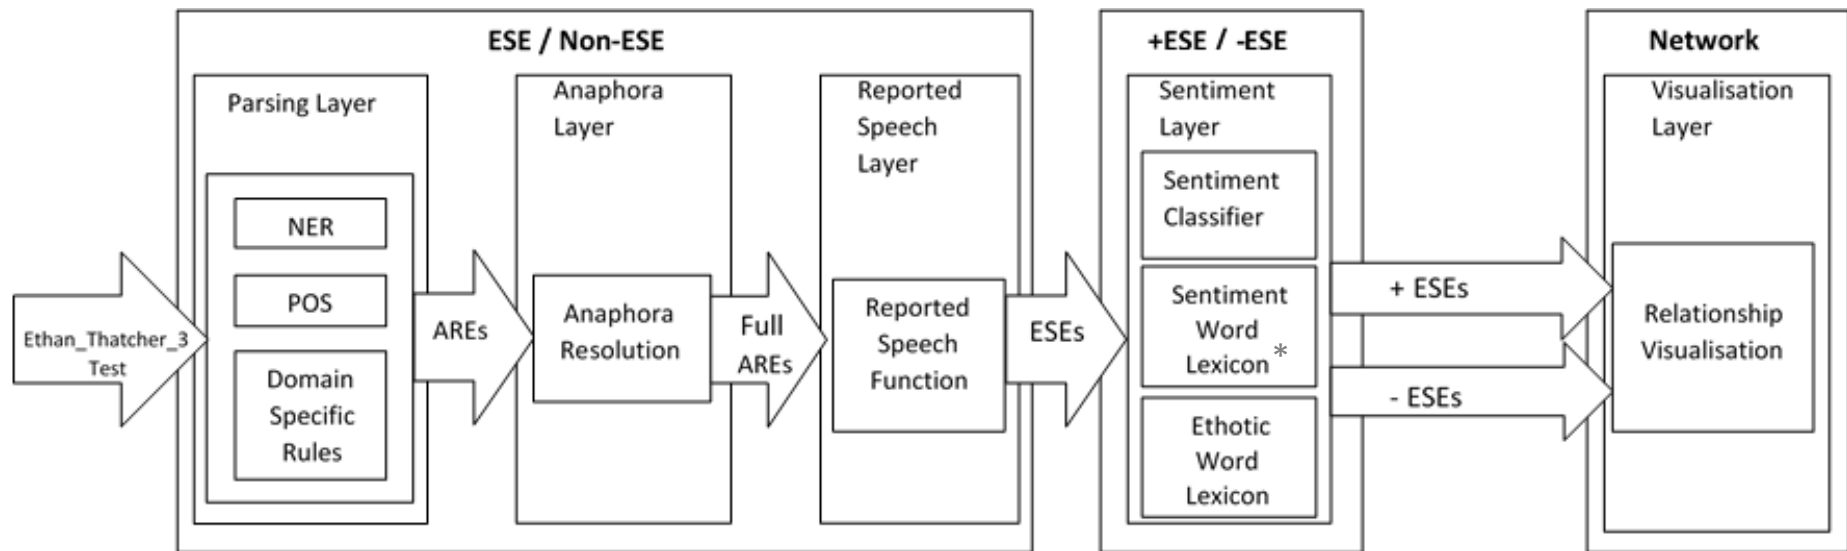 ESE / Non-ESE
+ESE / -ESE
Network
Parsing Layer
NER
POS
Domain
Specific
Rules
Ethan_Thatcher_3
Test
AREs
Anaphora
Layer
Anaphora
Resolution
Full
AREs
Reported
Speech
Layer
Reported
Speech
Function
ESEs
Sentiment
Layer
Sentiment
Classifier
Sentiment
Word
Lexicon*
Ethotic
Word
Lexicon
+ ESEs
- ESEs
Visualisation
Layer
Relationship
Visualisation